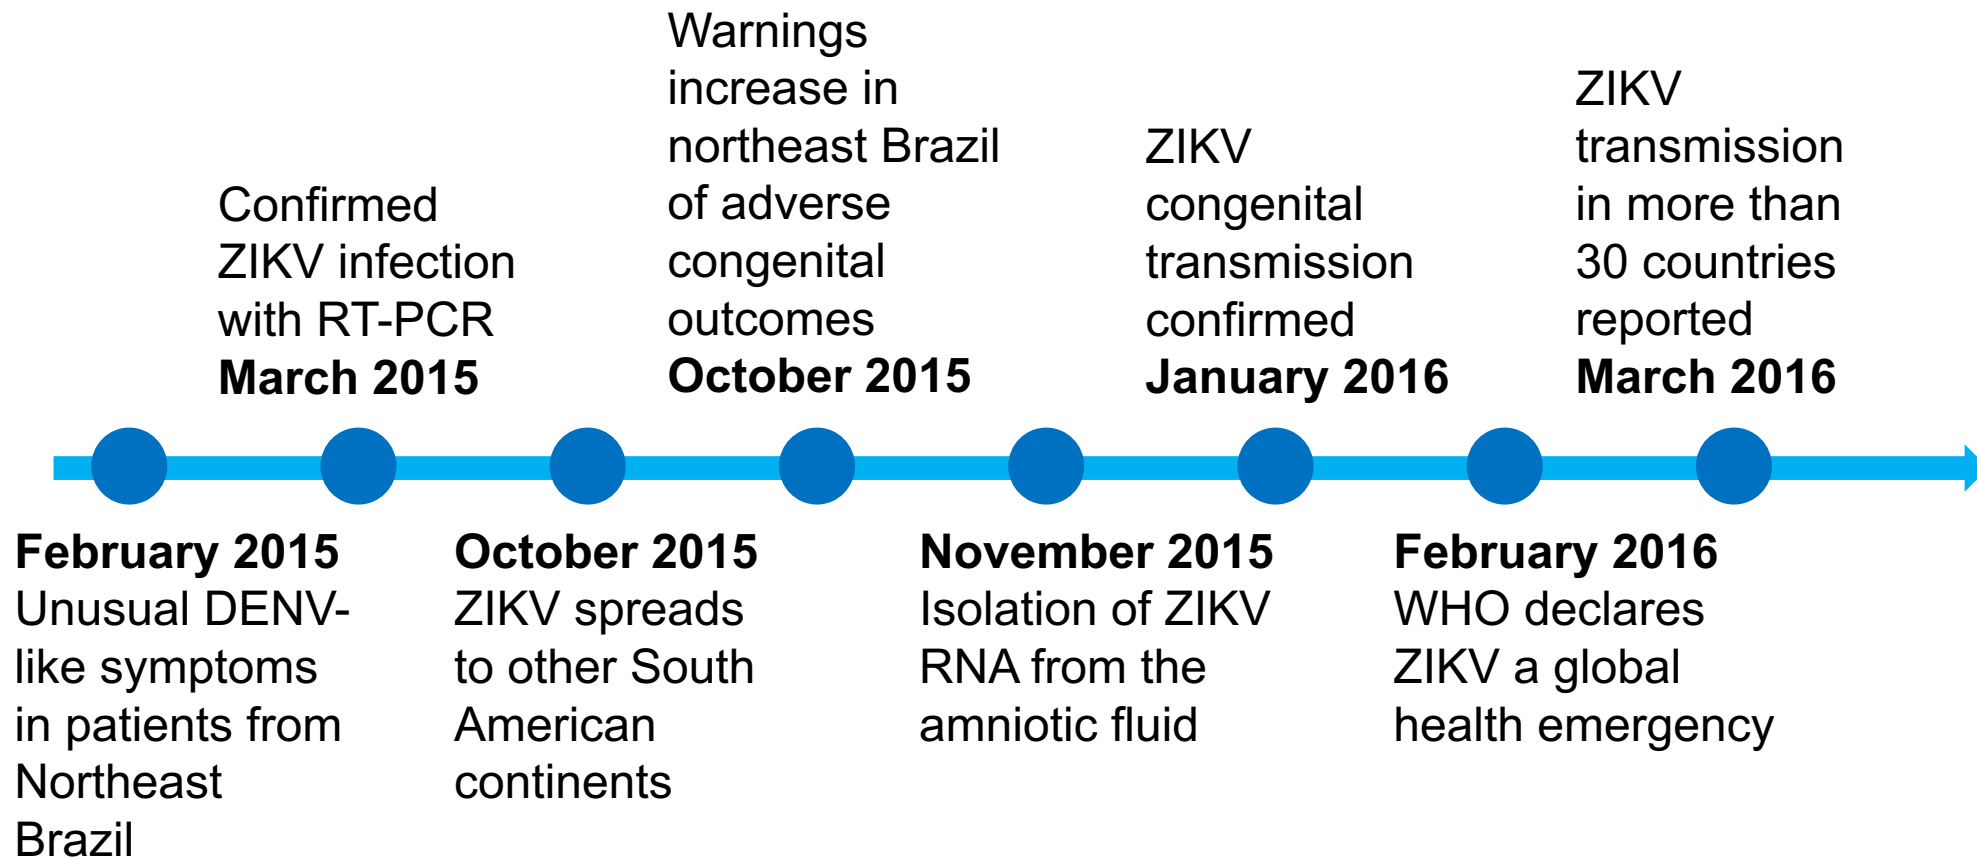 February 2015
Unusual DENV-
like symptoms
in patients from
Northeast
Brazil
Confirmed
ZIKV infection
with RT-PCR
March 2015
October 2015
ZIKV spreads
to other South
American
continents
Warnings
increase in
northeast Brazil
of adverse
congenital
outcomes
October 2015
November 2015
Isolation of ZIKV
RNA from the
amniotic fluid
ZIKV
congenital
transmission
confirmed
January 2016
February 2016
WHO declares
ZIKV a global
health emergency
ZIKV
transmission
in more than
30 countries
reported
March 2016